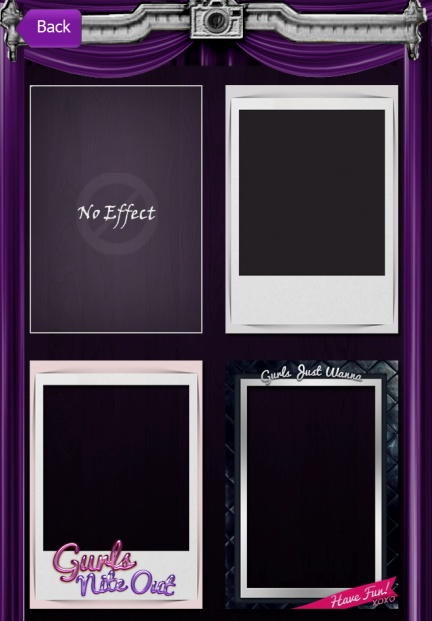 Back
No Effect
Gurls
Nite Out
Gurls Just Wanna
Have Fun!
XOXO